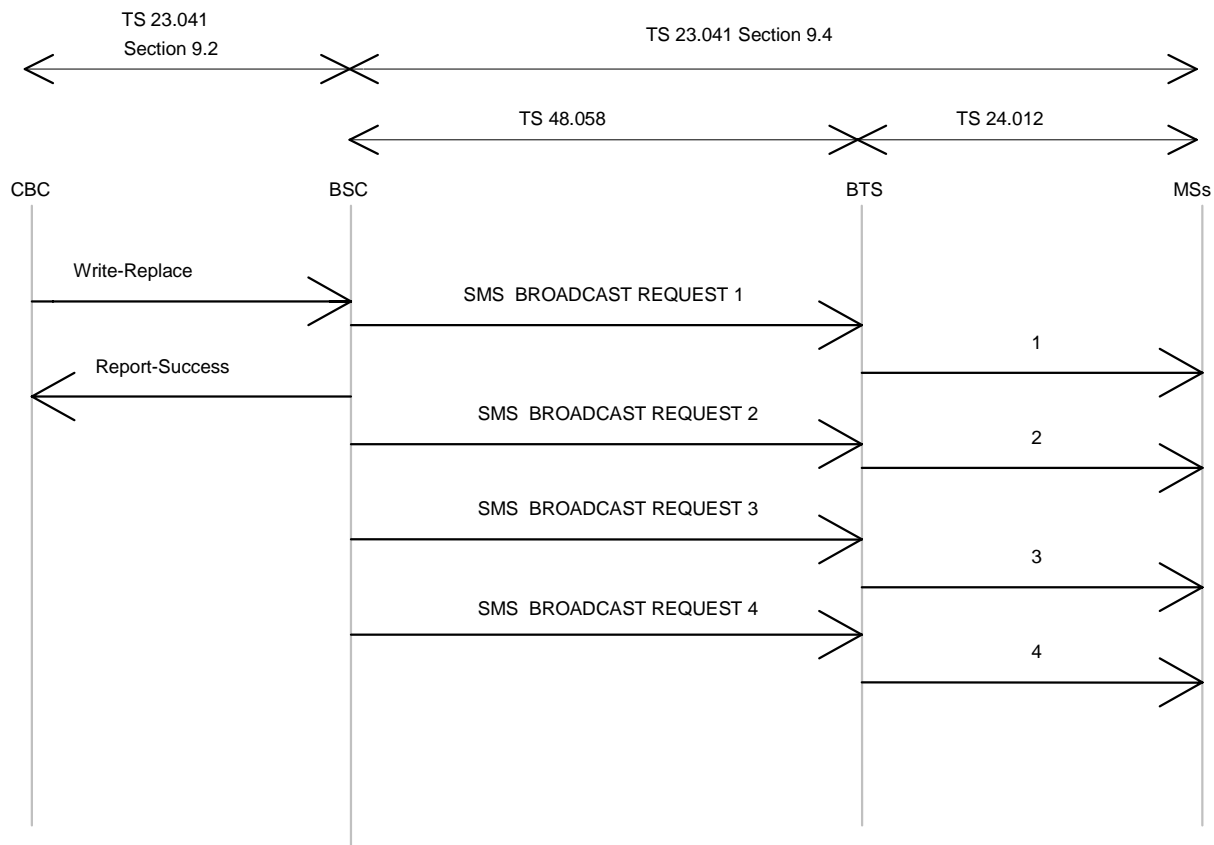 TS 23.041
Section 9.2
TS 23.041 Section 9.4
TS 48.058
TS 24.012
CBC
BSC
BTS
MSs
Write-Replace
SMS BROADCAST REQUEST 1
1
Report-Success
SMS BROADCAST REQUEST 2
2
SMS BROADCAST REQUEST 3
3
SMS BROADCAST REQUEST 4
4